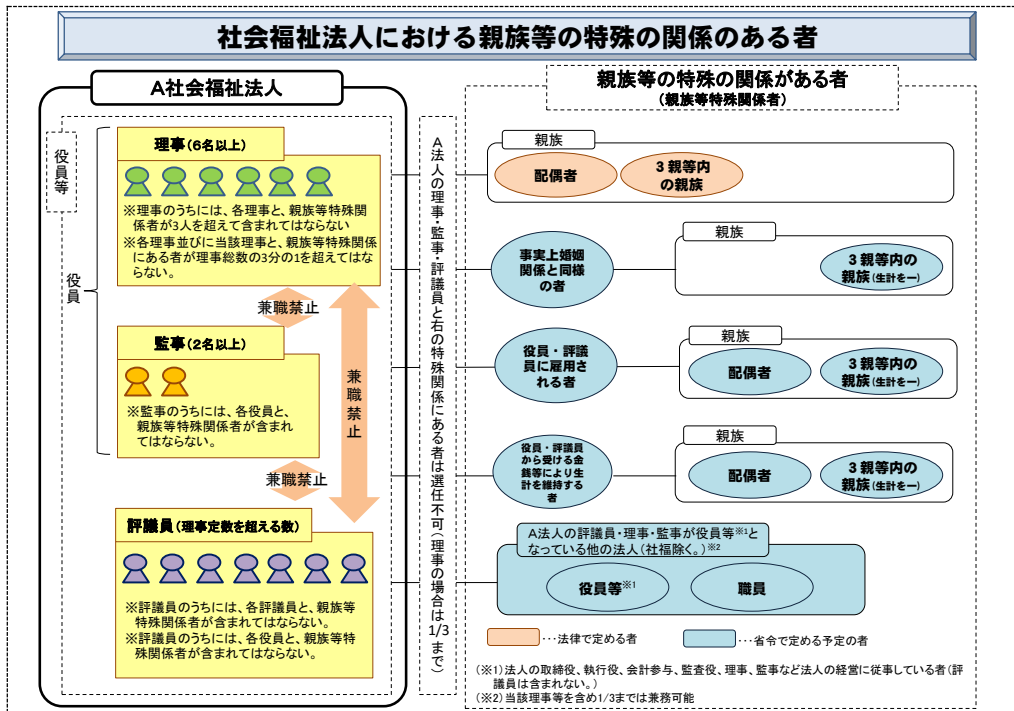 社会福祉法人における親族等の特殊の関係のある者
A社会福祉法人
役員等
役員
理事(6名以上)
※理事のうちには、各理事と、親族等特殊関
係者が3人を超えて含まれてはならない
※各理事並びに当該理事と、親族等特殊関係
にある者が理事総数の3分の1を超えてはな
らない。
兼職禁止
監事(2名以上)
※監事のうちには、各役員と、
親族等特殊関係者が含まれ
てはならない。
兼職禁止
兼職禁止
評議員(理事定数を超える数)
※評議員のうちには、各評議員と、親族等
特殊関係者が含まれてはならない。
※評議員のうちには、各役員と、親族等特
殊関係者が含まれてはならない。
A法人の理事・監事・評議員と右の特殊関係にある者は選任不可(理事の場合は1/3まで)
親族等の特殊の関係がある者
(親族等特殊関係者)
親族
配偶者
3親等内
の親族
事実上婚姻
関係と同様
の者
親族
3親等内の
親族(生計を一)
役員・評議
員に雇用さ
れる者
親族
配偶者
3親等内の
親族(生計を一)
役員・評議員
から受ける金
銭等により生
計を維持する
者
親族
配偶者
3親等内の
親族(生計を一)
A法人の評議員・理事・監事が役員等※1と
なっている他の法人(社福除く。)※2
役員等※1
職員
・・・法律で定める者
・・・省令で定める予定の者
(※1)法人の取締役、執行役、会計参与、監査役、理事、監事など法人の経営に従事している者(評
議員は含まれない。)
(※2)当該理事等を含め1/3までは兼務可能